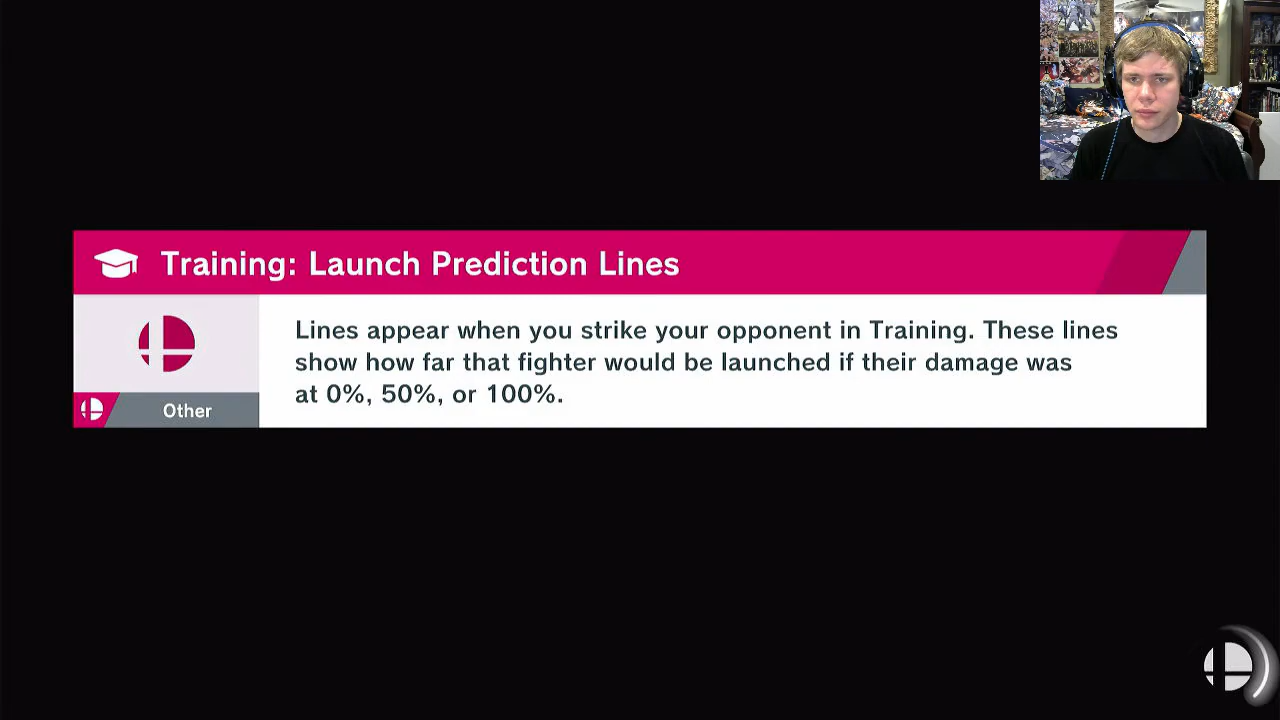 Training: Launch Prediction Lines
Lines appear when you strike your opponent in Training. These lines
show how far that fighter would be launched if their damage was
at 0%, 50%, or 100%.
Other